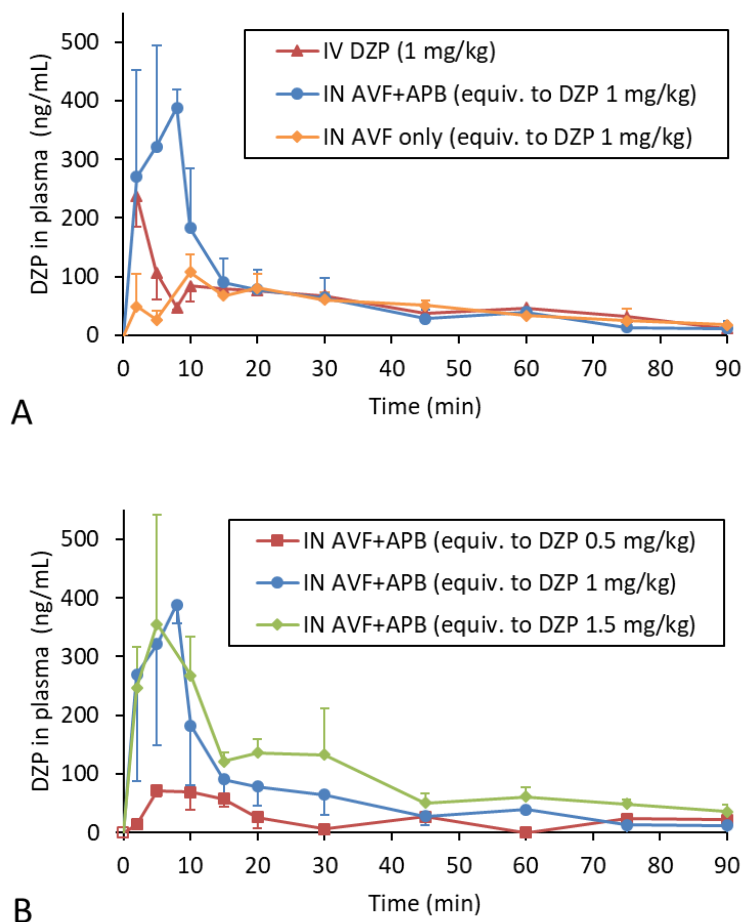 500
400
300
200
100
0
DZP in plasma (ng/mL)
IV DZP (1 mg/kg)
IN AVF+APB (equiv. to DZP 1 mg/kg)
IN AVF only (equiv. to DZP 1 mg/kg)
0 10 20 30 40 50 60 70 80 90
Time (min)
A
500
400
300
200
100
0
DZP in plasma (ng/mL)
IN AVF+APB (equiv. to DZP 0.5 mg/kg)
IN AVF+APB (equiv. to DZP 1 mg/kg)
IN AVF+APB (equiv. to DZP 1.5 mg/kg)
0 10 20 30 40 50 60 70 80 90
Time (min)
B